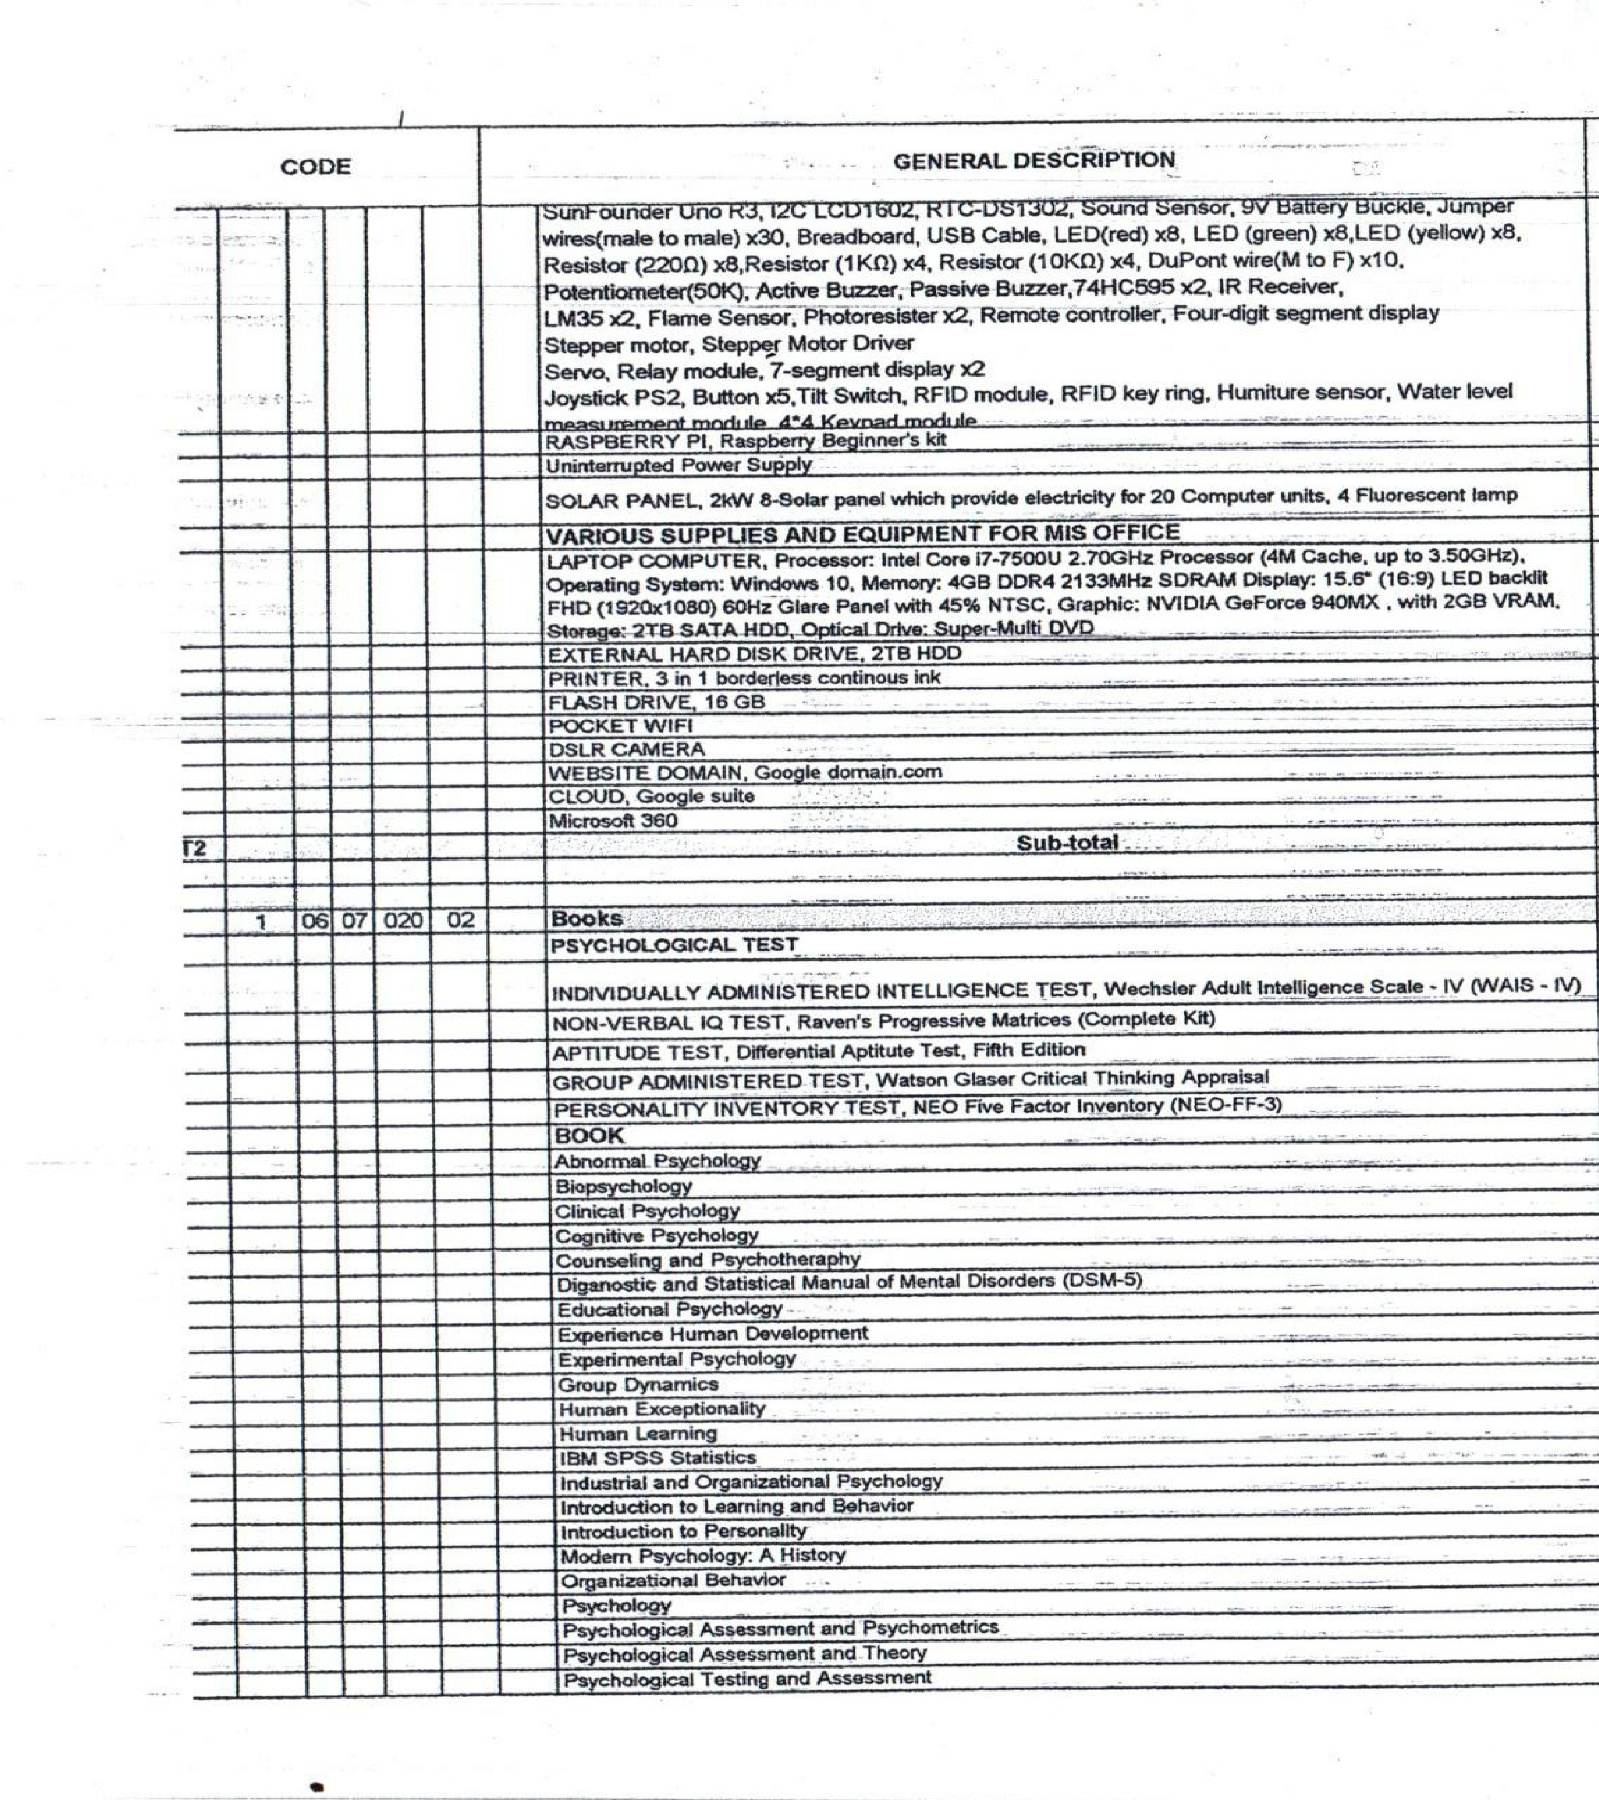 CODE
GENERAL DESCRIPTION
SunFounder Uno R3, I2C LCD1602, RTC-DS1302, Sound Sensor, 9V Battery Buckle, Jumper
wires(male to male) x30, Breadboard, USB Cable, LED(red) x8, LED (green) x8,LED (yellow) x8,
Resistor (220Ω) x8,Resistor (1KΩ) x4, Resistor (10KΩ) x4, DuPont wire(M to F) x10,
Potentiometer(50K), Active Buzzer, Passive Buzzer,74HC595 x2, IR Receiver,
LM35 x2, Flame Sensor, Photoresister x2, Remote controller, Four-digit segment display
Stepper motor, Stepper Motor Driver
Servo, Relay module, 7-segment display x2
Joystick PS2, Button x5,Tilt Switch, RFID module, RFID key ring, Humiture sensor, Water level
measurement module, 4*4 Keypad module
RASPBERRY PI, Raspberry Beginner's kit
Uninterrupted Power Supply
SOLAR PANEL, 2kW 8-Solar panel which provide electricity for 20 Computer units, 4 Fluorescent lamp
VARIOUS SUPPLIES AND EQUIPMENT FOR MIS OFFICE
LAPTOP COMPUTER, Processor: Intel Core i7-7500U 2.70GHz Processor (4M Cache, up to 3.50GHz),
Operating System: Windows 10, Memory: 4GB DDR4 2133MHz SDRAM Display: 15.6" (16:9) LED backlit
FHD (1920x1080) 60Hz Glare Panel with 45% NTSC, Graphic: NVIDIA GeForce 940MX , with 2GB VRAM,
Storage: 2TB SATA HDD, Optical Drive: Super-Multi DVD
EXTERNAL HARD DISK DRIVE, 2TB HDD
PRINTER, 3 in 1 borderless continous ink
FLASH DRIVE, 16 GB
POCKET WIFI
DSLR CAMERA
WEBSITE DOMAIN, Google domain.com
CLOUD, Google suite
Microsoft 360
T2 Sub-total
1 06 07 020 02 Books
PSYCHOLOGICAL TEST
INDIVIDUALLY ADMINISTERED INTELLIGENCE TEST, Wechsler Adult Intelligence Scale - IV (WAIS - IV)
NON-VERBAL IQ TEST, Raven's Progressive Matrices (Complete Kit)
APTITUDE TEST, Differential Aptitute Test, Fifth Edition
GROUP ADMINISTERED TEST, Watson Glaser Critical Thinking Appraisal
PERSONALITY INVENTORY TEST, NEO Five Factor Inventory (NEO-FF-3)
BOOK
Abnormal Psychology
Biopsychology
Clinical Psychology
Cognitive Psychology
Counseling and Psychotheraphy
Diganostic and Statistical Manual of Mental Disorders (DSM-5)
Educational Psychology
Experience Human Development
Experimental Psychology
Group Dynamics
Human Exceptionality
Human Learning
IBM SPSS Statistics
Industrial and Organizational Psychology
Introduction to Learning and Behavior
Introduction to Personality
Modern Psychology: A History
Organizational Behavior
Psychology
Psychological Assessment and Psychometrics
Psychological Assessment and Theory
Psychological Testing and Assessment